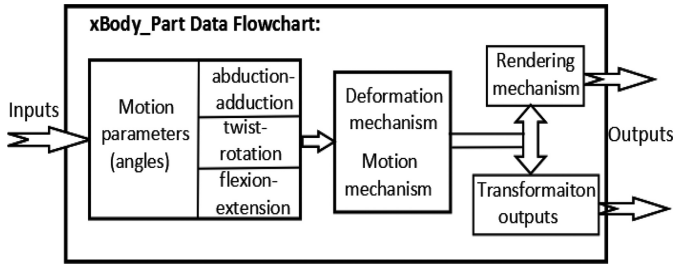 xBody_Part Data Flowchart:
Inputs
Motion
parameters
(angles)
abduction-
adduction
twist-
rotation
flexion-
extension
Deformation
mechanism
Motion
mechanism
Rendering
mechanism
Outputs
Transformaiton
outputs